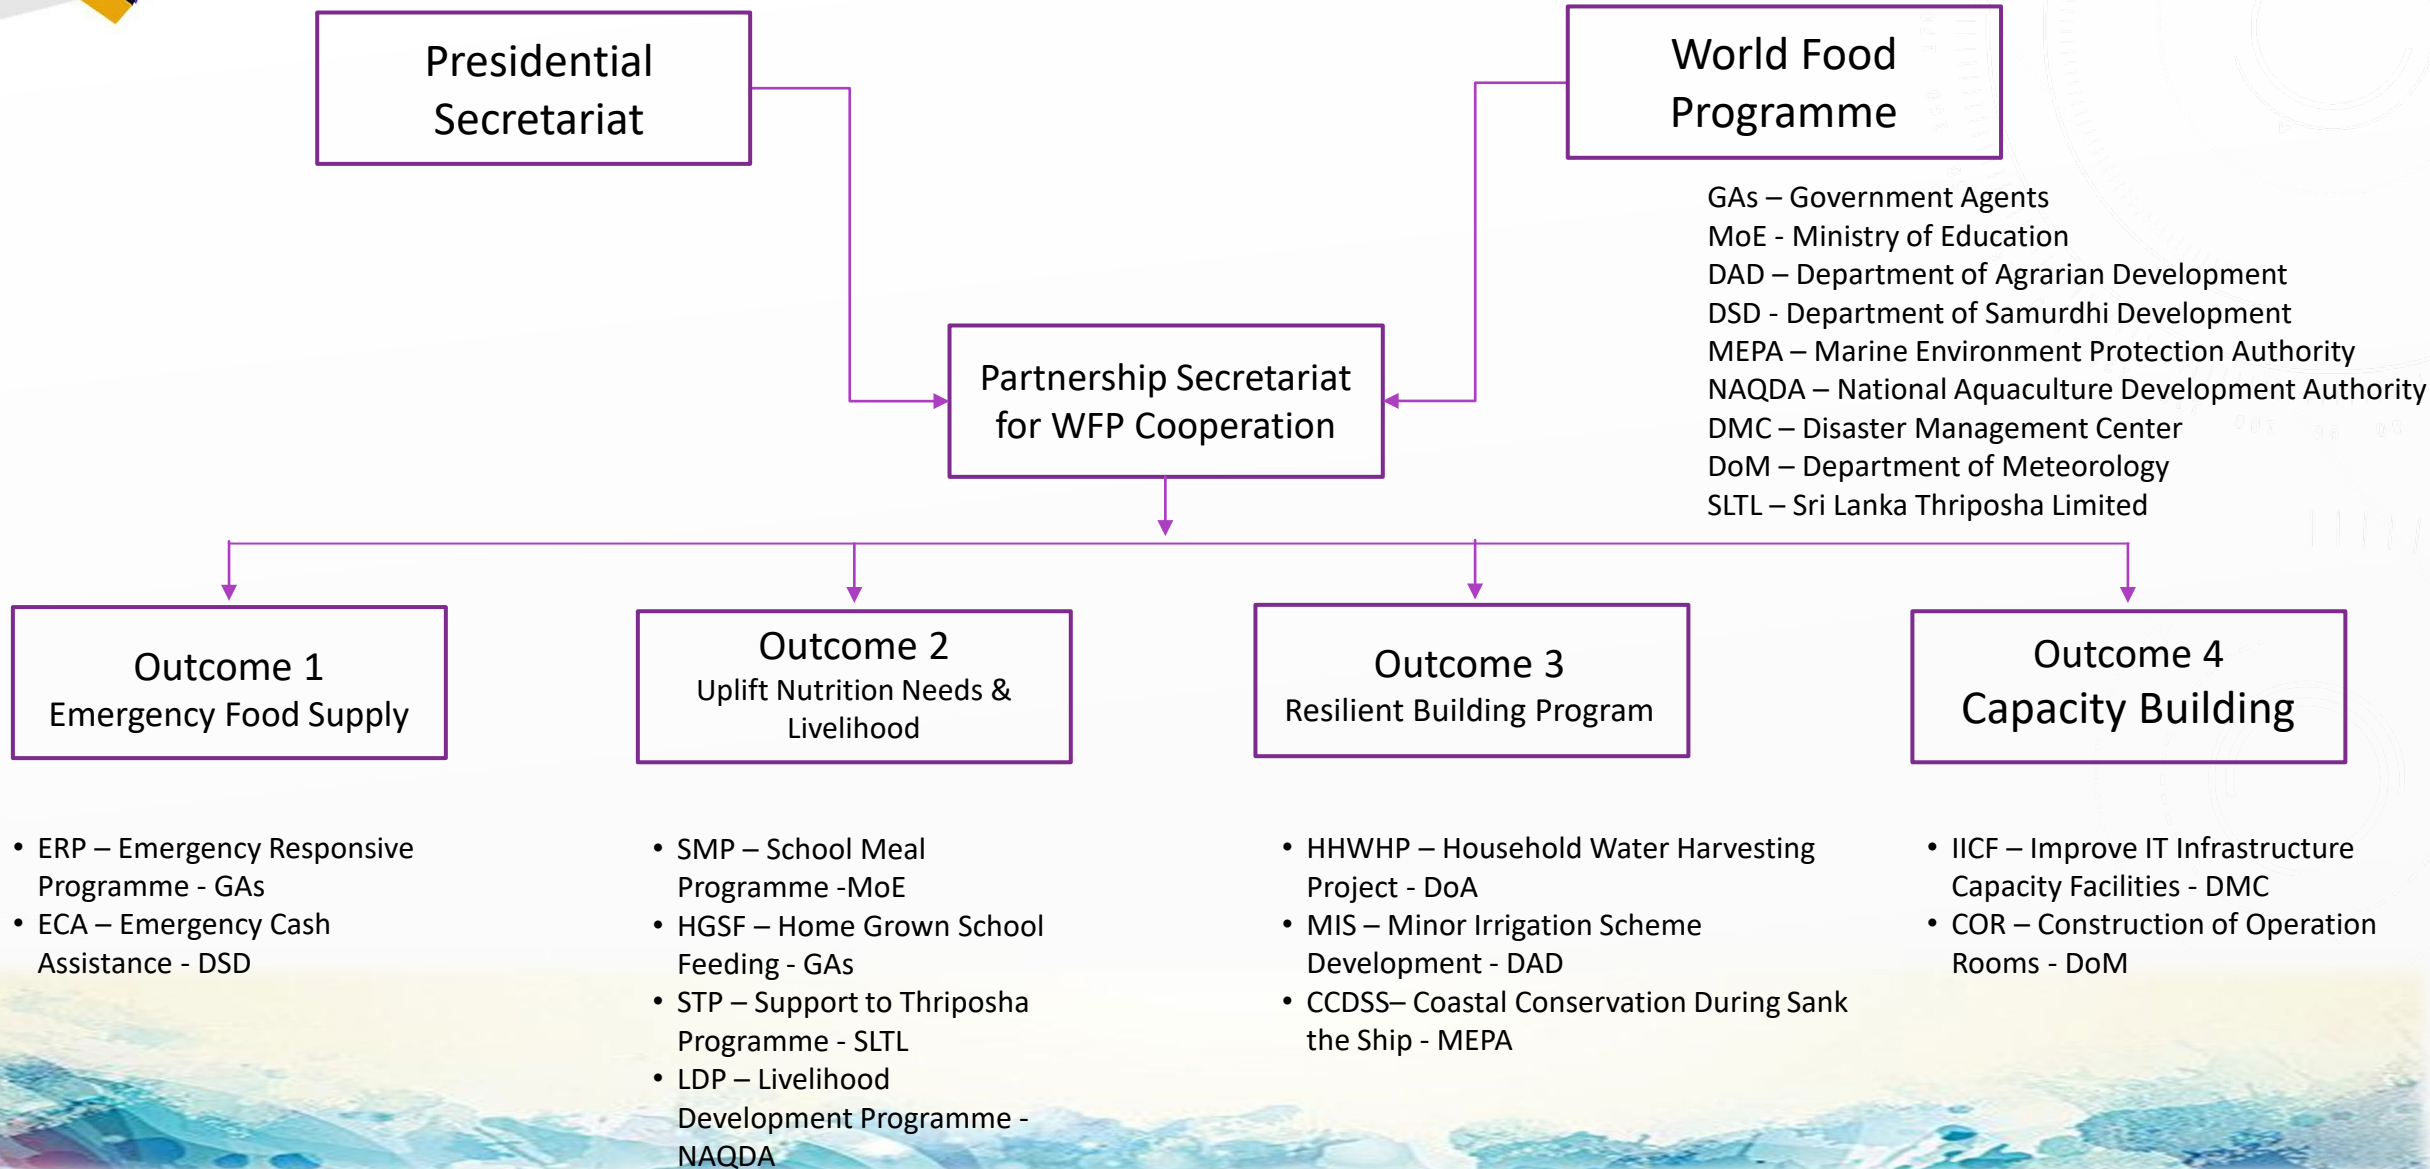 Presidential
Secretariat
World Food
Programme
GAs – Government Agents
MoE - Ministry of Education
DAD – Department of Agrarian Development
DSD - Department of Samurdhi Development
MEPA – Marine Environment Protection Authority
NAQDA – National Aquaculture Development Authority
DMC – Disaster Management Center
DoM – Department of Meteorology
SLTL – Sri Lanka Thriposha Limited
Partnership Secretariat
for WFP Cooperation
Outcome 1
Emergency Food Supply
Outcome 2
Uplift Nutrition Needs &
Livelihood
Outcome 3
Resilient Building Program
Outcome 4
Capacity Building
• ERP – Emergency Responsive
Programme - GAs
• ECA – Emergency Cash
Assistance - DSD
• SMP – School Meal
Programme -MoE
• HGSF – Home Grown School
Feeding - GAs
• STP – Support to Thriposha
Programme - SLTL
• LDP – Livelihood
Development Programme -
NAQDA
• HHWHP – Household Water Harvesting
Project - DoA
• MIS – Minor Irrigation Scheme
Development - DAD
• CCDSS– Coastal Conservation During Sank
the Ship - MEPA
• IICF – Improve IT Infrastructure
Capacity Facilities - DMC
• COR – Construction of Operation
Rooms - DoM